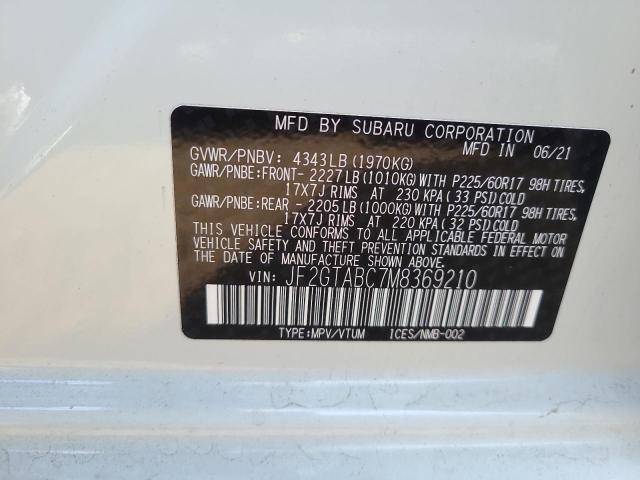 MFD BY SUBARU CORPORATION
MFD IN 06/21
GVWR/PNBV: 4343LB(1970KG)
GAWR/PNBE:FRONT- 2227LB(1010KG)WITH P225/60R17 98H TIRES,
17X7J RIMS AT 230 KPA(33 PSI)COLD
GAWR/PNBE:REAR - 2205LB(1000KG)WITH P225/60R17 98H TIRES,
17X7J RIMS AT 220 KPA(32 PSI)COLD
THIS VEHICLE CONFORMS TO ALL APPLICABLE FEDERAL MOTOR
VEHICLE SAFETY AND THEFT PREVENTION STANDARDS IN EFFECT ON
THE DATE OF MANUFACTURE SHOWN ABOVE.
VIN: JF2GTABC7M8369210
TYPE:MPV/VTUM ICES/NMB-002